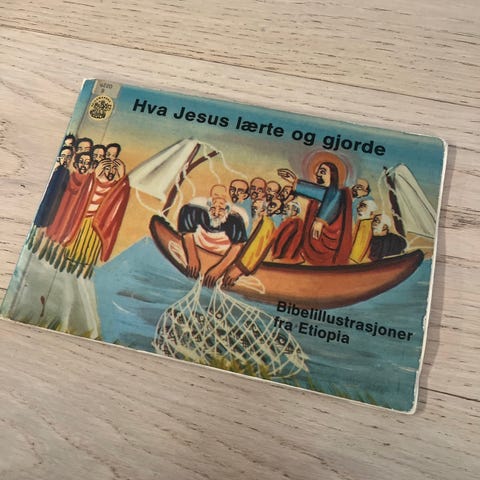 Hva Jesus lærte og gjorde
Bibelillustrasjoner
fra Etiopia